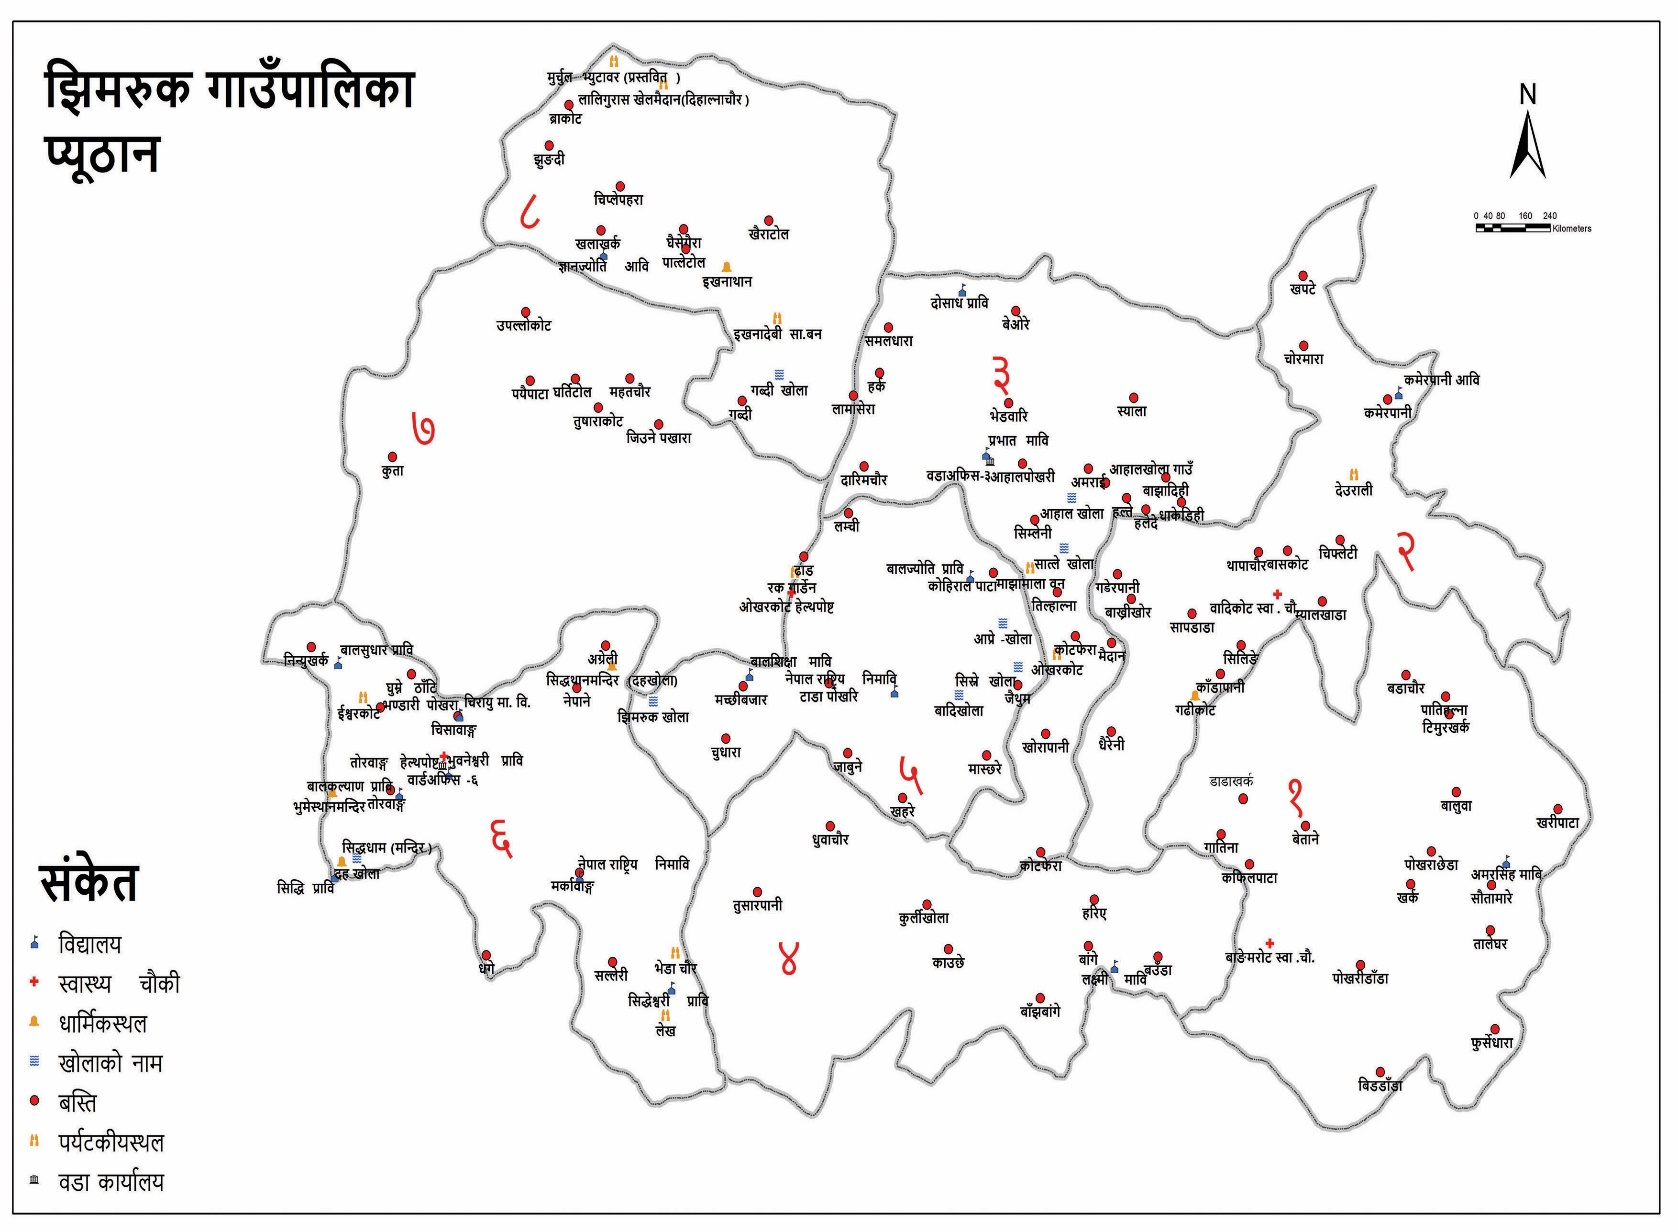 झिमरुक गाउँपालिका
प्यूठान
N
0 40 80 160 240
Kilometers
मुर्चुल भ्युटावर (प्रस्तवित )
लालिगुरास खेलमैदान(दिहाल्नाचौर )
ब्राकोट
झुङदी
चिप्लेपहरा
८
खलाखर्क
घैसेगैरा
खैराटोल
ज्ञानज्योति आवि
पाल्लेटोल
इखनाथान
इखनादेबी सा.बन
गब्दी खोला
गब्दी
उपल्लोकोट
पयैपाटा
घर्तिटोल
महतचौर
तुषाराकोट
जिउने पखारा
७
कुता
दोसाध प्रावि
बेओरे
समलधारा
३
हर्क
लामासेरा
भेडवारि
स्याला
प्रभात मावि
वडाअफिस-३
आहालपोखरी
दारिमचौर
अमराई
आहालखोला गाउँ
बाझादिही
आहाल खोला
हल्ते
हलेदे
धाकेडिही
सिम्लेनी
खपटे
चोरमारा
कमेरपानी आवि
कमेरपानी
देउराली
२
चिफ्लेटी
थापाचौर
बासकोट
वादिकोट स्वा . चौ.
म्यालखाडा
गडेरपानी
बाख्रीखोर
सापडाडा
सिलिङे
काँडापानी
गढीकोट
लम्ची
ढाड
रक गार्डेन
ओखरकोट हेल्थपोष्ट
बालज्योति प्रावि
कोहिराल पाटा
माझामाला वन
साल्ले खोला
तिल्हाल्ना
आप्रे -खोला
कोटफेरा
मैदान
ओखरकोट
सिस्ने खोला
जैथुम
बादिखोला
बालशिक्षा मावि
मच्छीबजार
नेपाल राष्ट्रिय निमावि
टाडा पोखरि
चुधारा
जाबुने
मास्छरे
खोरापानी
धैरेनी
५
खहरे
निन्युखर्क
बालसुधार प्रावि
घुम्रे ठाँटि
ईश्वरकोट
भण्डारी पोखरा
चिरायु मा. वि.
चिसावाङ्ग
अग्रेली
सिद्धथानमन्दिर (दहखोला)
नेपाने
झिमरुक खोला
तोरवाङ्ग हेल्थपोष्ट
भुवनेश्वरी प्रावि
वार्डअफिस -६
बालकल्याण प्रावि
भुमेस्थानमन्दिर
तोरवाङ्ग
६
सिद्धधाम (मन्दिर )
दह खोला
सिद्धि प्रावि
नेपाल राष्ट्रिय निमावि
मर्कावाङ्ग
धंगे
सल्लेरी
भेडा चौर
सिद्धेश्वरी प्रावि
लेख
धुवाचौर
तुसारपानी
कुर्लीखोला
४
काउछे
कोटफेरा
हरिए
बांगे
लक्ष्मी मावि
बउँडा
बाँझबांगे
बडाचौर
पातिहल्ना
टिमुरखर्क
डाडाखर्क
१
बेताने
गातिना
कफिलपाटा
बालुवा
खरीपाटा
पोखराछेडा
अमरसिंह माबि
खर्क
सौतामारे
तालेघर
बाङेमरोट स्वा .चौ.
पोखरीडाँडा
फुर्सेधारा
बिडडाँडा
संकेत
विद्यालय
स्वास्थ्य चौकी
धार्मिकस्थल
खोलाको नाम
बस्ति
पर्यटकीयस्थल
वडा कार्यालय